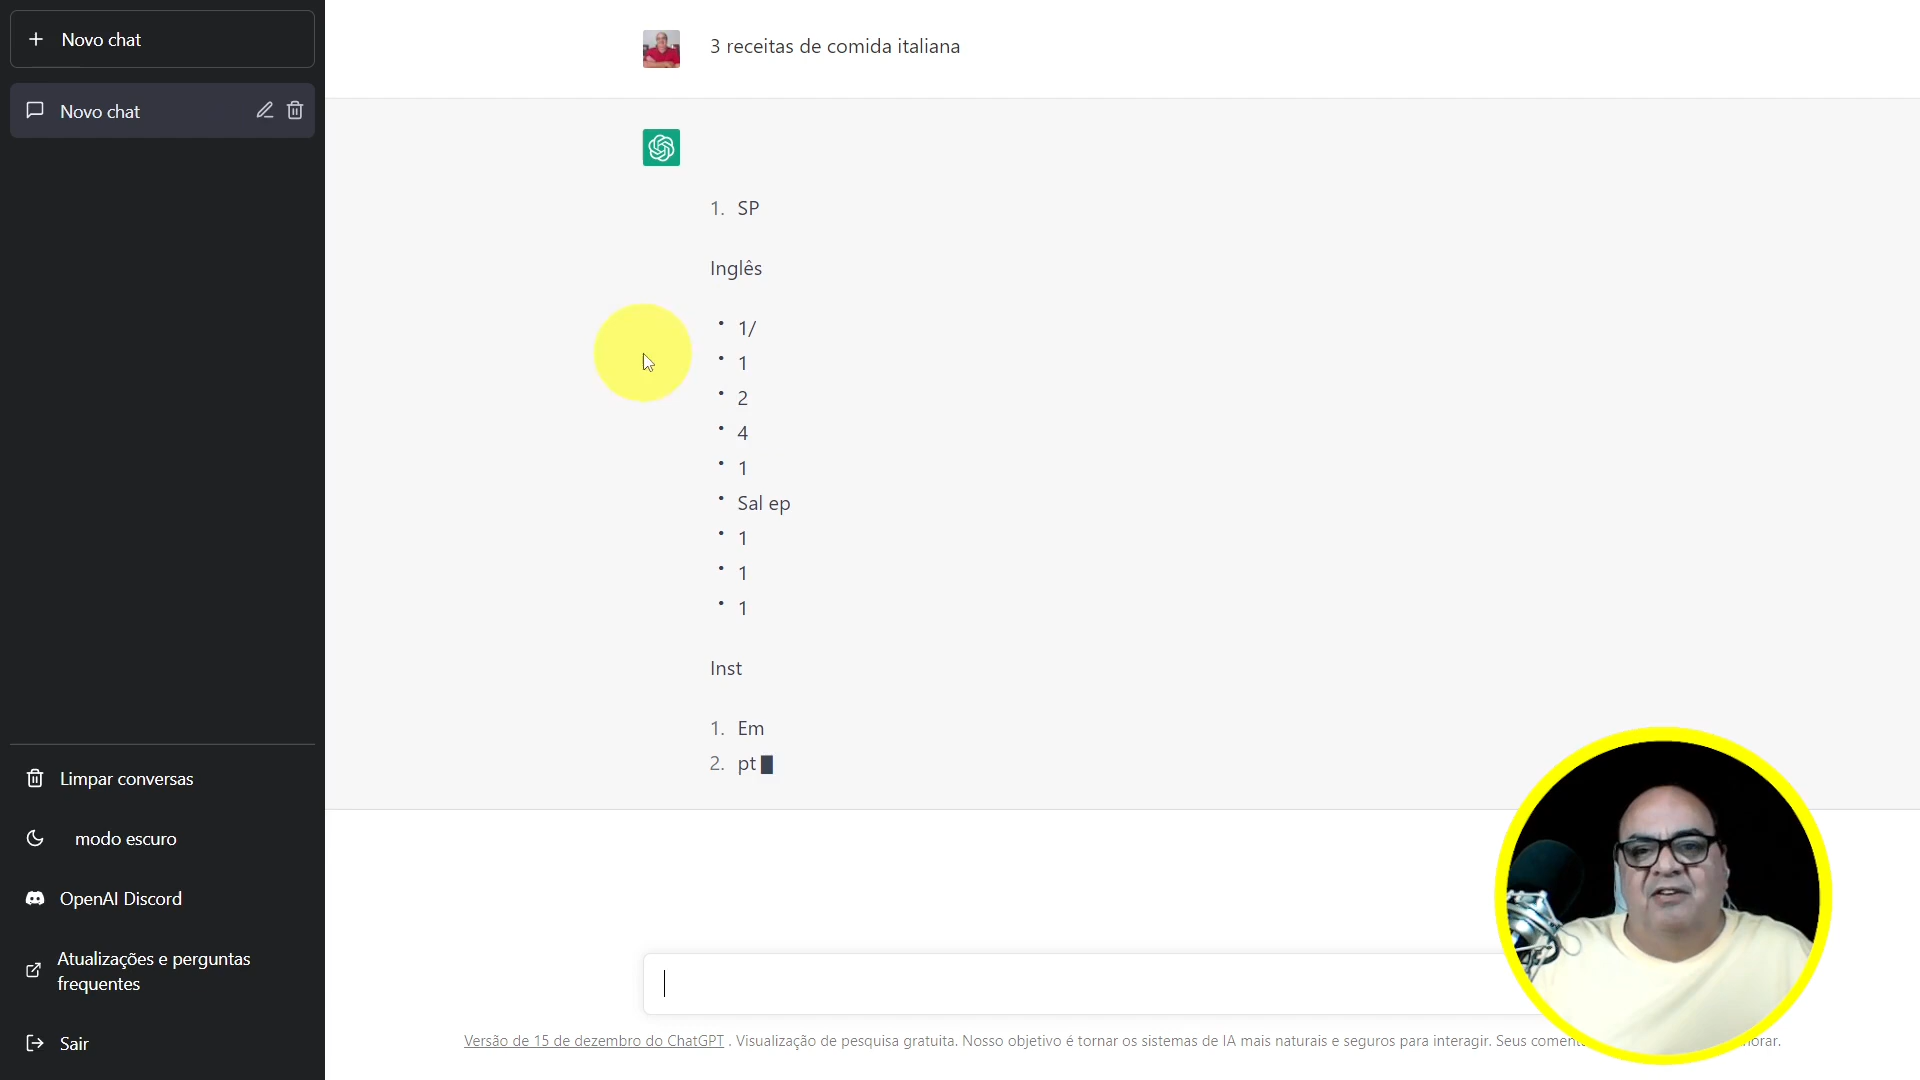 Novo chat
Novo chat
Limpar conversas
modo escuro
OpenAI Discord
Atualizações e perguntas
frequentes
Sair
3 receitas de comida italiana
1. SP
Inglês
• 1/
• 1
• 2
• 4
• 1
• Sal ep
• 1
• 1
• 1
Inst
1. Em
2. pt
Versão de 15 de dezembro do ChatGPT . Visualização de pesquisa gratuita. Nosso objetivo é tornar os sistemas de IA mais naturais e seguros para interagir. Seus